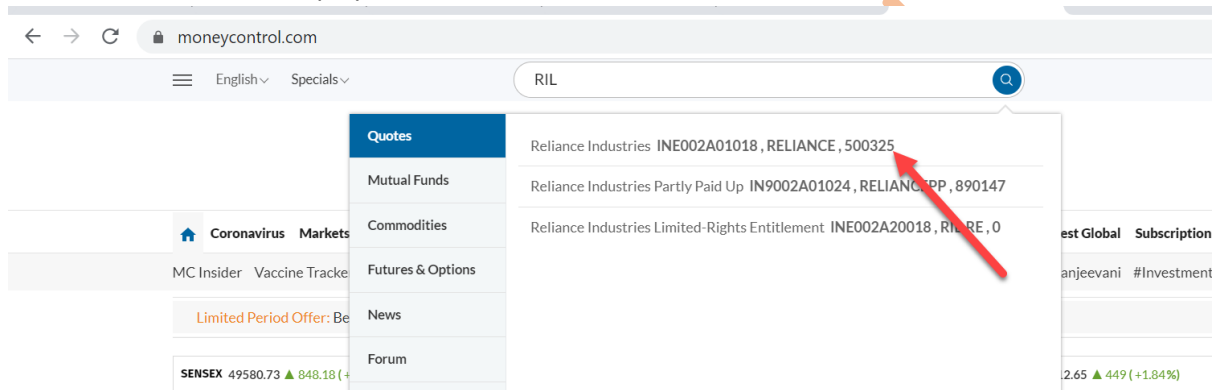 moneycontrol.com
English Specials
RIL
Quotes
Reliance Industries INE002A01018 , RELIANCE , 500325
Mutual Funds
Reliance Industries Partly Paid Up IN9002A01024 , RELIANCEPP , 890147
Commodities
Reliance Industries Limited-Rights Entitlement INE002A20018 , RIL RE , 0
Coronavirus Markets
est Global Subscription
Futures & Options
MC Insider Vaccine Tracke
anjeevani #Investment
News
Limited Period Offer: Be
Forum
SENSEX 49580.73 ▲ 848.18 (+
2.65 ▲ 449 (+1.84%)